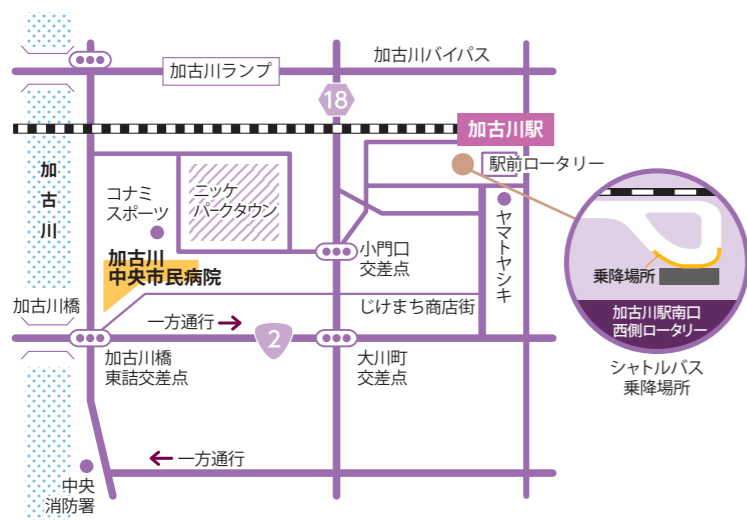 加古川バイパス
加古川ランプ
18
加古川駅
駅前ロータリー
加古川
コナミ
スポーツ
ニッケ
パークタウン
ヤマトヤシキ
小門口
交差点
加古川
中央市民病院
乗降場所
加古川駅南口
西側ロータリー
シャトルバス
乗降場所
加古川橋
じけまち商店街
一方通行
2
加古川橋
東詰交差点
大川町
交差点
一方通行
中央
消防署